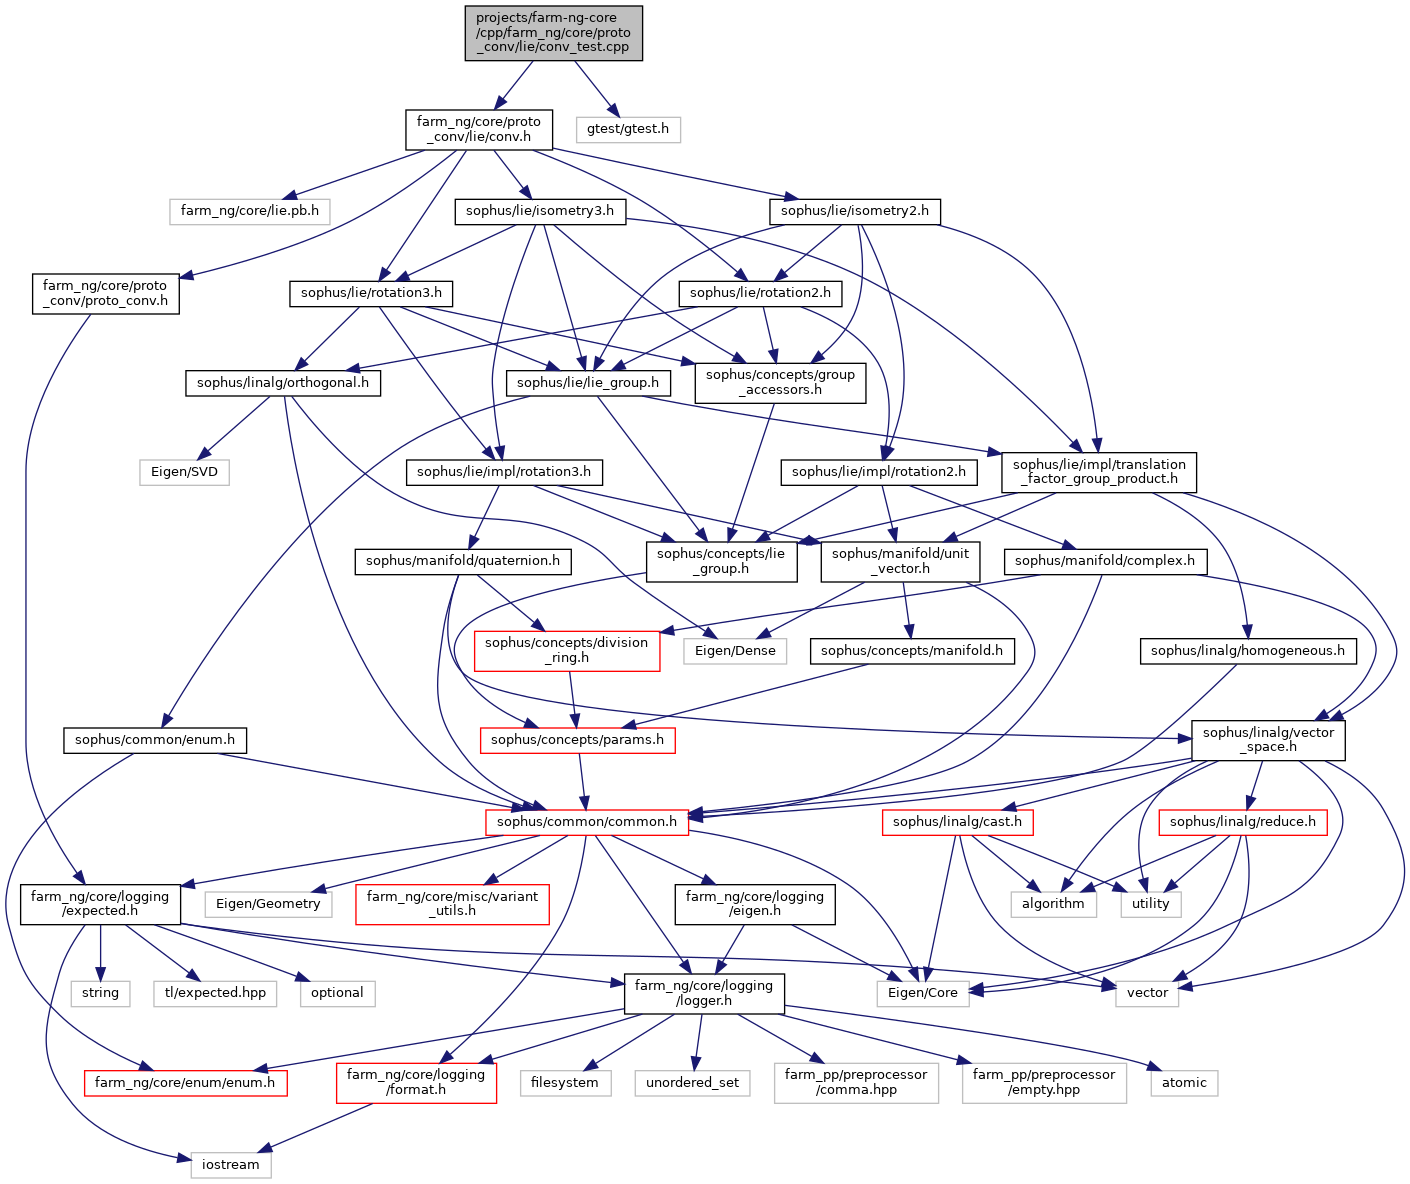 projects/farm-ng-core
/cpp/farm_ng/core/proto
_conv/lie/conv_test.cpp
farm_ng/core/proto
_conv/lie/conv.h
gtest/gtest.h
farm_ng/core/lie.pb.h
sophus/lie/isometry3.h
sophus/lie/isometry2.h
farm_ng/core/proto
_conv/proto_conv.h
sophus/lie/rotation3.h
sophus/lie/rotation2.h
sophus/linalg/orthogonal.h
sophus/lie/lie_group.h
sophus/concepts/group
_accessors.h
Eigen/SVD
sophus/lie/impl/rotation3.h
sophus/lie/impl/rotation2.h
sophus/lie/impl/translation
_factor_group_product.h
sophus/manifold/quaternion.h
sophus/concepts/lie
_group.h
sophus/manifold/unit
_vector.h
sophus/manifold/complex.h
sophus/concepts/division
_ring.h
Eigen/Dense
sophus/concepts/manifold.h
sophus/linalg/homogeneous.h
sophus/common/enum.h
sophus/concepts/params.h
sophus/linalg/vector
_space.h
sophus/common/common.h
sophus/linalg/cast.h
sophus/linalg/reduce.h
farm_ng/core/logging
/expected.h
Eigen/Geometry
farm_ng/core/misc/variant
_utils.h
farm_ng/core/logging
/eigen.h
algorithm
utility
string
tl/expected.hpp
optional
farm_ng/core/logging
/logger.h
Eigen/Core
vector
farm_ng/core/enum/enum.h
farm_ng/core/logging
/format.h
filesystem
unordered_set
farm_pp/preprocessor
/comma.hpp
farm_pp/preprocessor
/empty.hpp
atomic
iostream